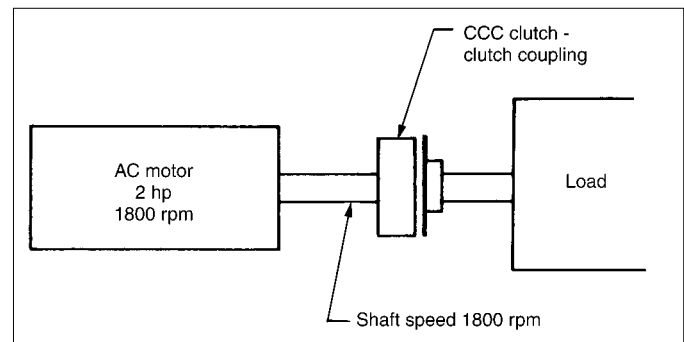 CCC clutch -
clutch coupling
AC motor
2 hp
1800 rpm
Load
Shaft speed 1800 rpm